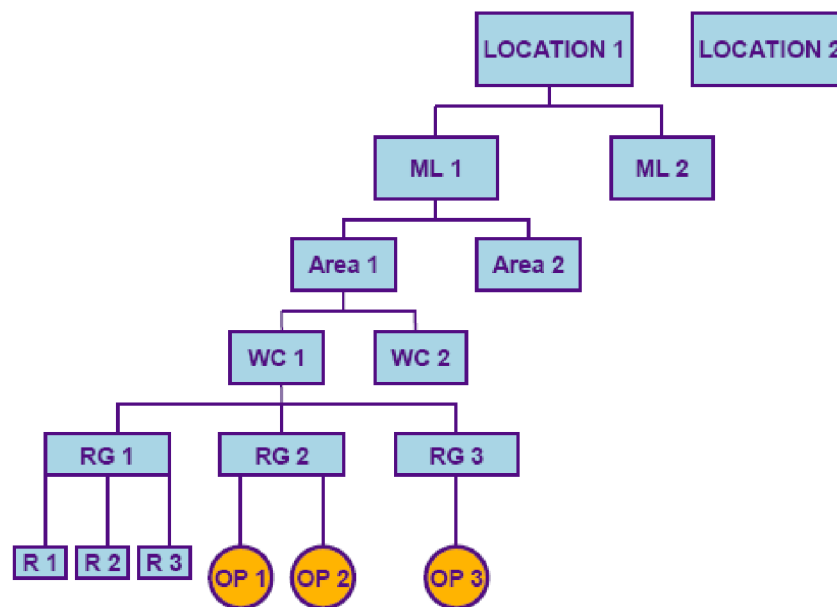 LOCATION 1
LOCATION 2
ML 1
ML 2
Area 1
Area 2
WC 1
WC 2
RG 1
RG 2
RG 3
R 1
R 2
R 3
OP 1
OP 2
OP 3